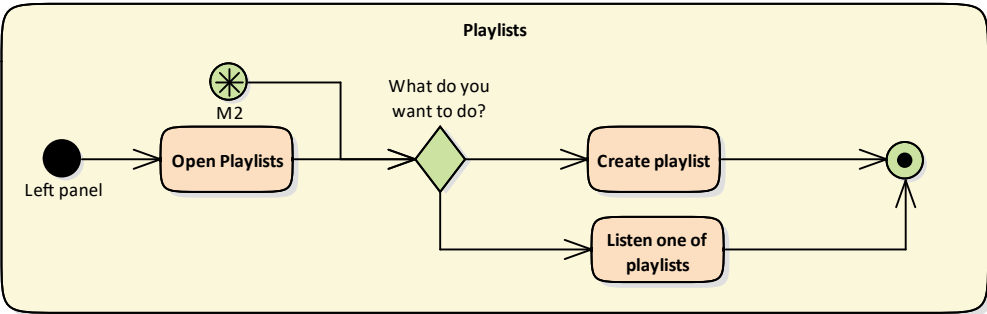 Playlists
What do you
want to do?
M2
Left panel
Open Playlists
Create playlist
Listen one of
playlists